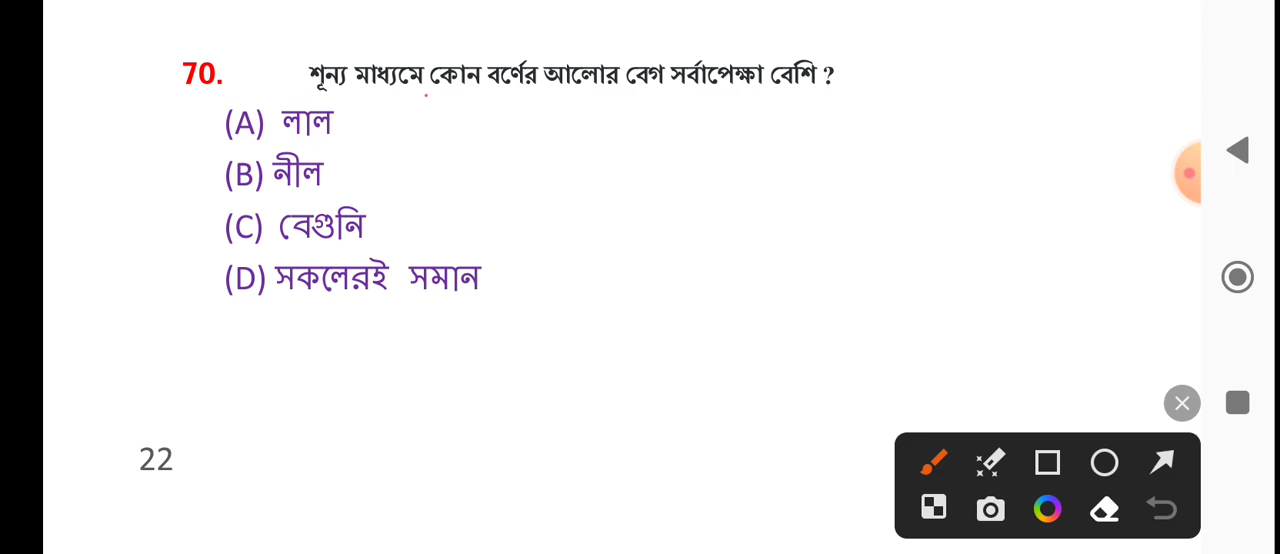 70. শূন্য মাধ্যমে কোন বর্ণের আলোর বেগ সর্বাপেক্ষা বেশি ?
(A) লাল
(B) নীল
(C) বেগুনি
(D) সকলেরই সমান
22